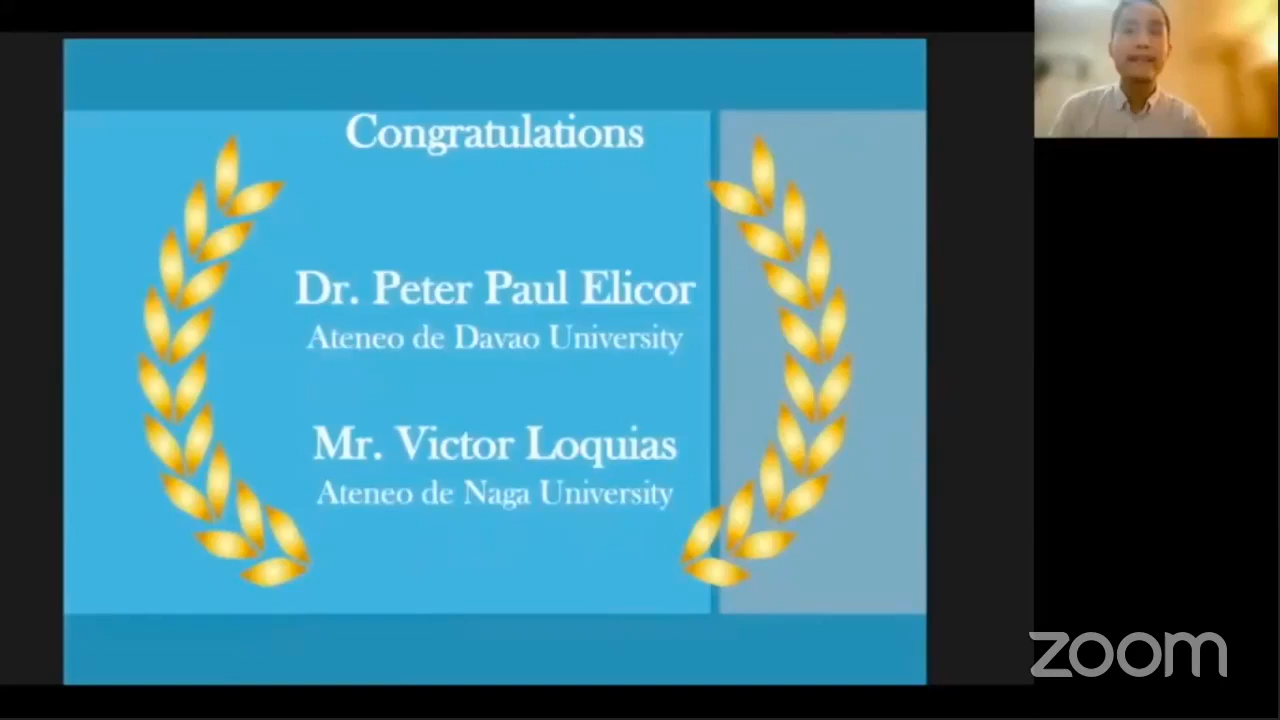 Congratulations
Dr. Peter Paul Elicor
Ateneo de Davao University
Mr. Victor Loquias
Ateneo de Naga University
zoom